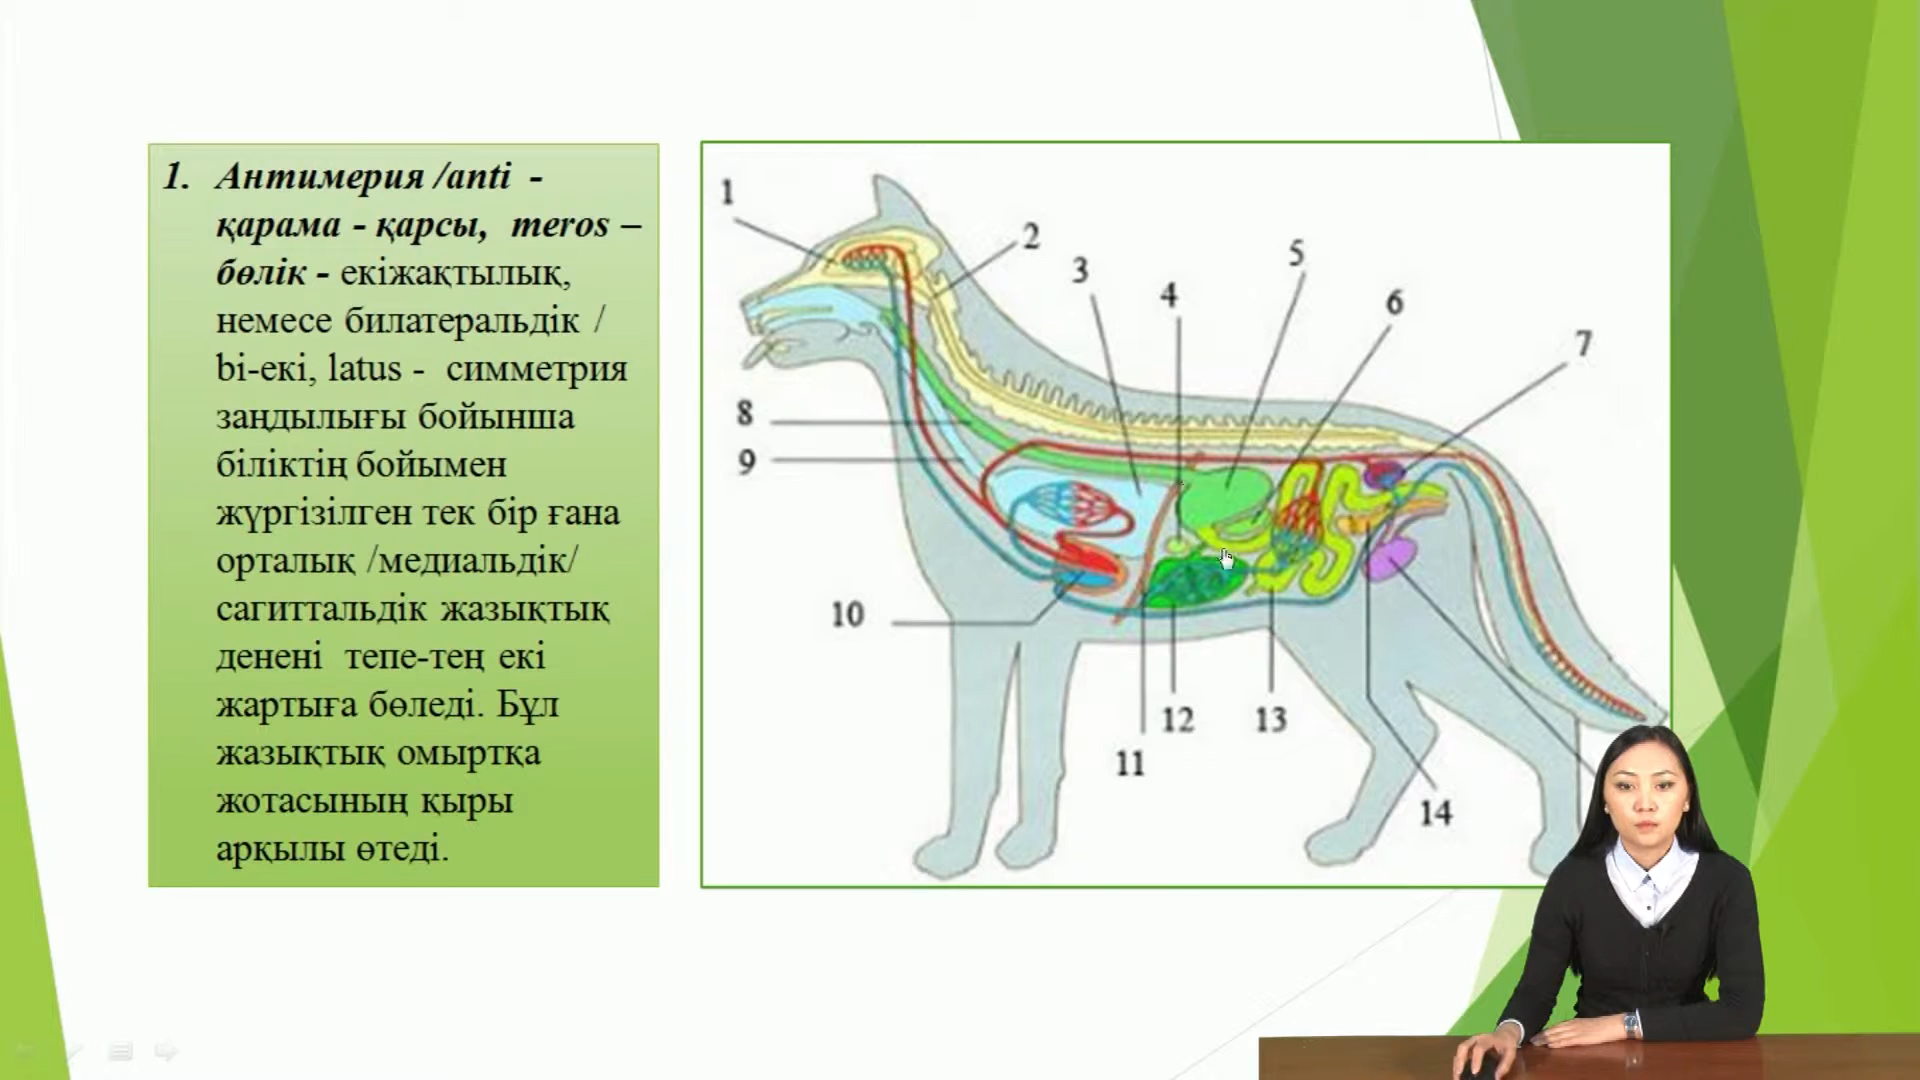 1. Антимерия /anti -
қарама - қарсы, meros –
бөлік - екіжақтылық,
немесе билатеральдік /
bi-екі, latus - симметрия
заңдылығы бойынша
біліктің бойымен
жүргізілген тек бір ғана
орталық /медиальдік/
сагиттальдік жазықтық
денені тепе-тең екі
жартыға бөледі. Бұл
жазықтық омыртқа
жотасының қыры
арқылы өтеді.
1
2
3
4
5
6
7
8
9
10
11
12
13
14